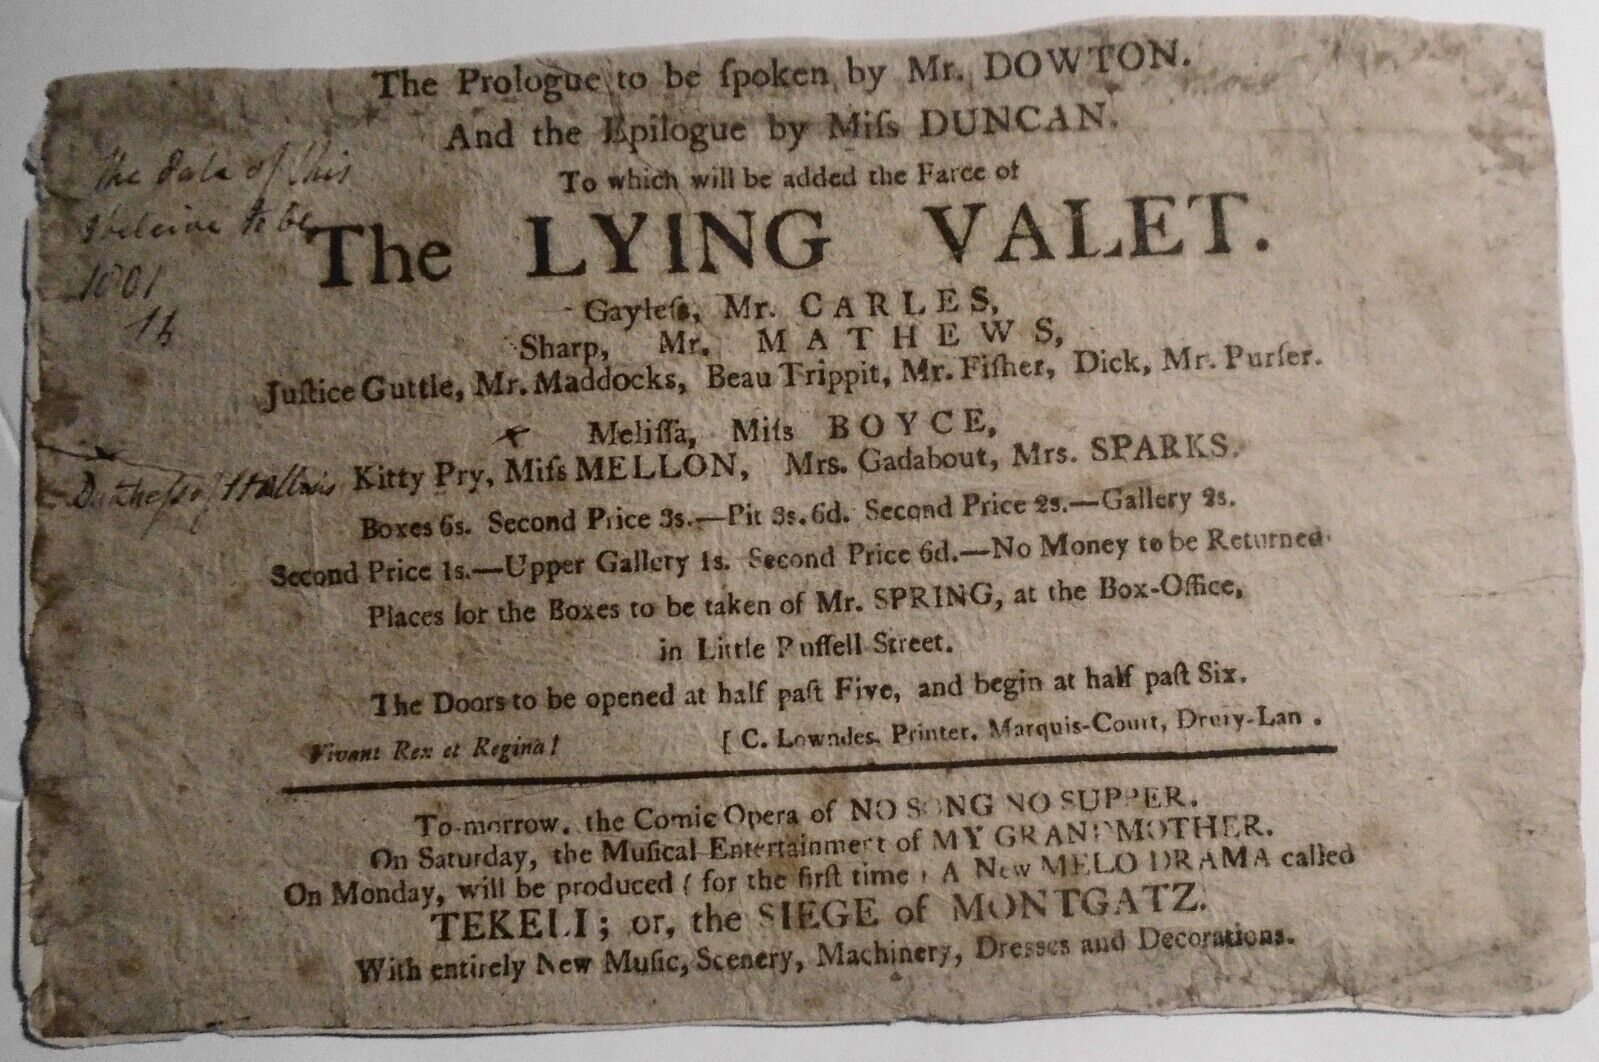 The Prologue to be ſpoken by Mr. DOWTON.
And the Epilogue by Miſs DUNCAN.
To which will be added the Farce of
The LYING VALET.
Gayleſs, Mr. CARLES,
Sharp, Mr. MATHEWS,
Juſtice Guttle, Mr. Maddocks, Beau Trippit, Mr. Fiſher, Dick, Mr. Purſer.
Meliſſa, Miſs BOYCE,
Kitty Pry, Miſs MELLON, Mrs. Gadabout, Mrs. SPARKS.
Boxes 6s. Second Price 3s.—Pit 3s. 6d. Second Price 2s.—Gallery 2s.
Second Price 1s.—Upper Gallery 1s. Second Price 6d.—No Money to be Returned.
Places for the Boxes to be taken of Mr. SPRING, at the Box-Office,
in Little Ruſſell Street.
The Doors to be opened at half paſt Five, and begin at half paſt Six.
Vivant Rex et Regina! [C. Lowndes, Printer, Marquis-Court, Drury-Lan.
To-morrow, the Comic Opera of NO SONG NO SUPPER.
On Saturday, the Muſical Entertainment of MY GRANDMOTHER.
On Monday, will be produced (for the firſt time) A New MELO DRAMA called
TEKELI; or, the SIEGE of MONTGATZ.
With entirely New Muſic, Scenery, Machinery, Dresses and Decorations.
The date of this
I beleive to be
1801
Dutcheſs of